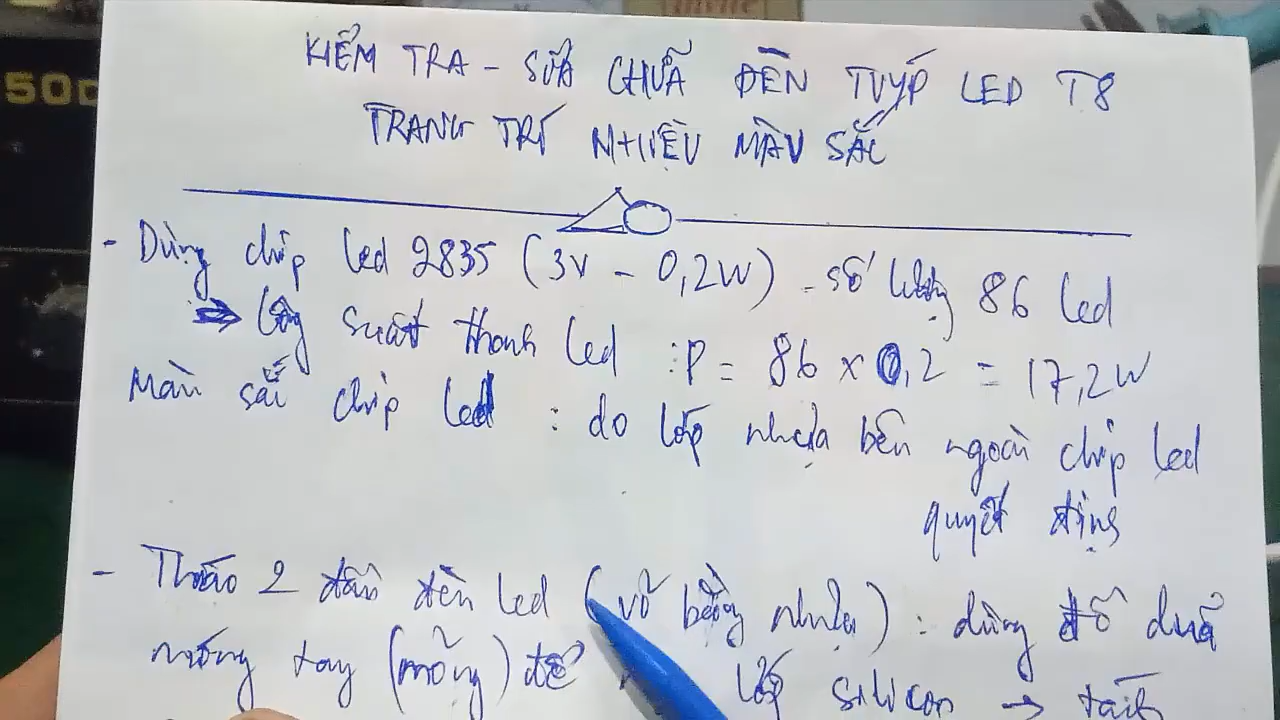 50
KIỂM TRA - SỬA CHỮA ĐÈN TUÝP LED T8
TRANG TRÍ NHIỀU MÀU SẮC
- Dùng chip led 2835 (3V - 0,2W) - số lượng 86 led
⇒ Công suất thanh led : P = 86 x 0,2 = 17,2W
Màu sắc chip led : do lớp nhựa bên ngoài chip led
quyết định
- Tháo 2 đầu đèn led (vỏ bằng nhựa) : dùng đồ dũa
móng tay (mỏng) để lớp silicon → tách